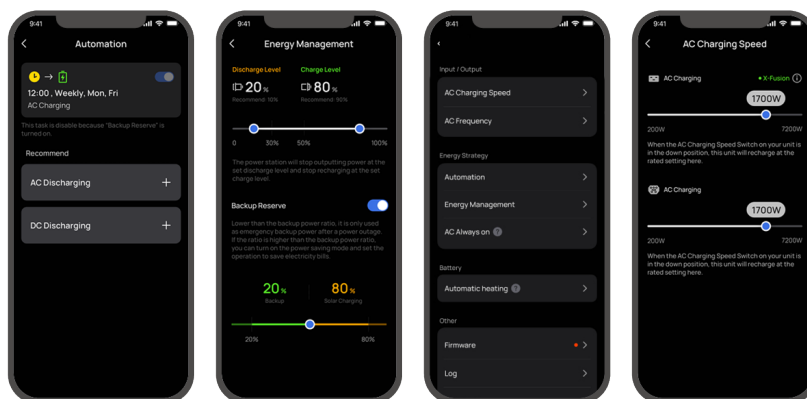 9:41
Automation
12:00 , Weekly, Mon, Fri
AC Charging
This task is disable because "Backup Reserve" is
turned on.
Recommend
AC Discharging
DC Discharging
9:41
Energy Management
Discharge Level
Charge Level
20 %
80 %
Recommend: 10%
Recommend: 90%
0 30% 50% 100%
The power station will stop outputting power at the
set discharge level and stop recharging at the set
charge level.
Backup Reserve
Lower than the backup power ratio, it is only used
as emergency backup power after a power outage.
If the ratio is higher than the backup power ratio,
you can turn on the power saving mode and set the
operation to save electricity bills.
20 %
80 %
Backup
Solar Charging
20% 80%
9:41
Input / Output
AC Charging Speed
AC Frequency
Energy Strategy
Automation
Energy Management
AC Always on ?
Battery
Automatic heating ?
Other
Firmware
Log
9:41
AC Charging Speed
AC Charging
X-Fusion
1700W
200W 7200W
When the AC Charging Speed Switch on your unit is
in the down position, this unit will recharge at the
rated setting here.
AC Charging
1700W
200W 7200W
When the AC Charging Speed Switch on your unit is
in the down position, this unit will recharge at the
rated setting here.